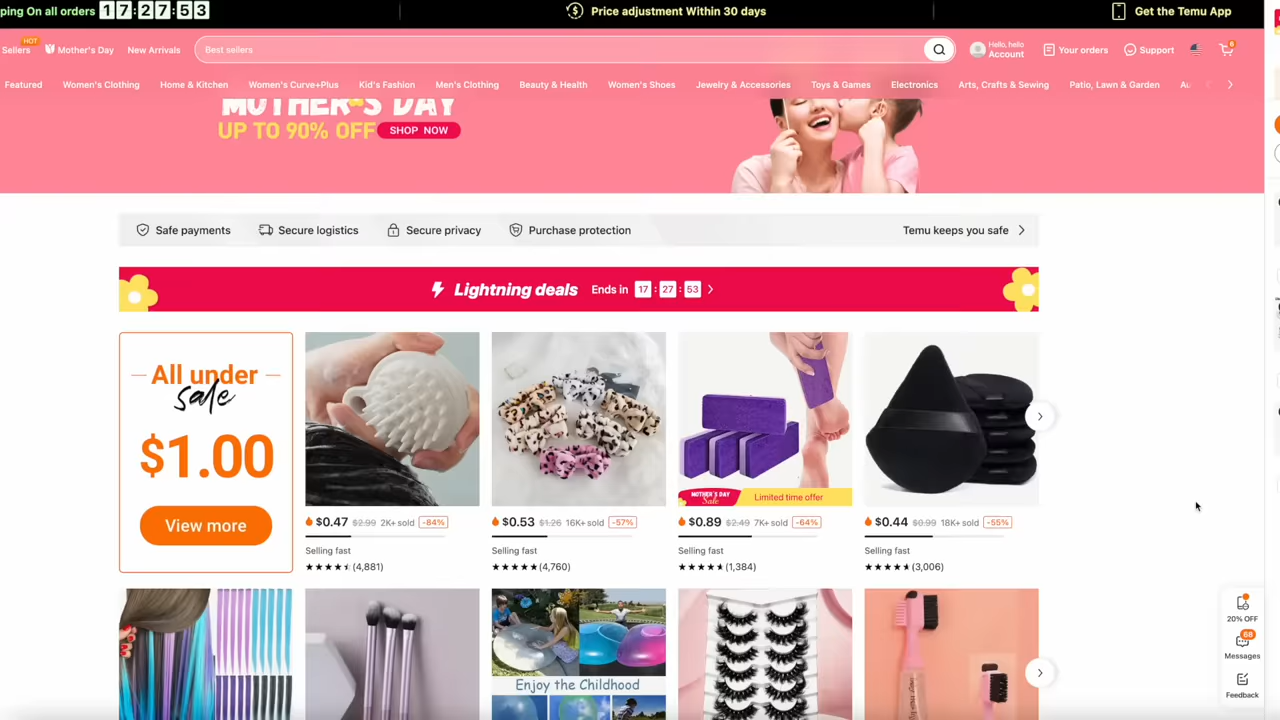 ping On all orders 17 : 27 : 53
Price adjustment Within 30 days
Get the Temu App
Sellers
HOT
Mother's Day
New Arrivals
Best sellers
Hello, hello
Account
Your orders
Support
0
Featured
Women's Clothing
Home & Kitchen
Women's Curve+Plus
Kid's Fashion
Men's Clothing
Beauty & Health
Women's Shoes
Jewelry & Accessories
Toys & Games
Electronics
Arts, Crafts & Sewing
Patio, Lawn & Garden
Au
MOTHER'S DAY
UP TO 90% OFF
SHOP NOW
Safe payments
Secure logistics
Secure privacy
Purchase protection
Temu keeps you safe
Lightning deals
Ends in 17 : 27 : 53
All under
sale
$1.00
View more
MOTHER'S DAY
Sale
Limited time offer
$0.47 $2.99 2K+ sold -84%
Selling fast
(4,881)
$0.53 $1.26 16K+ sold -57%
Selling fast
(4,760)
$0.89 $2.49 7K+ sold -64%
Selling fast
(1,384)
$0.44 $0.99 18K+ sold -55%
Selling fast
(3,006)
Enjoy the Childhood
20% OFF
68
Messages
Feedback